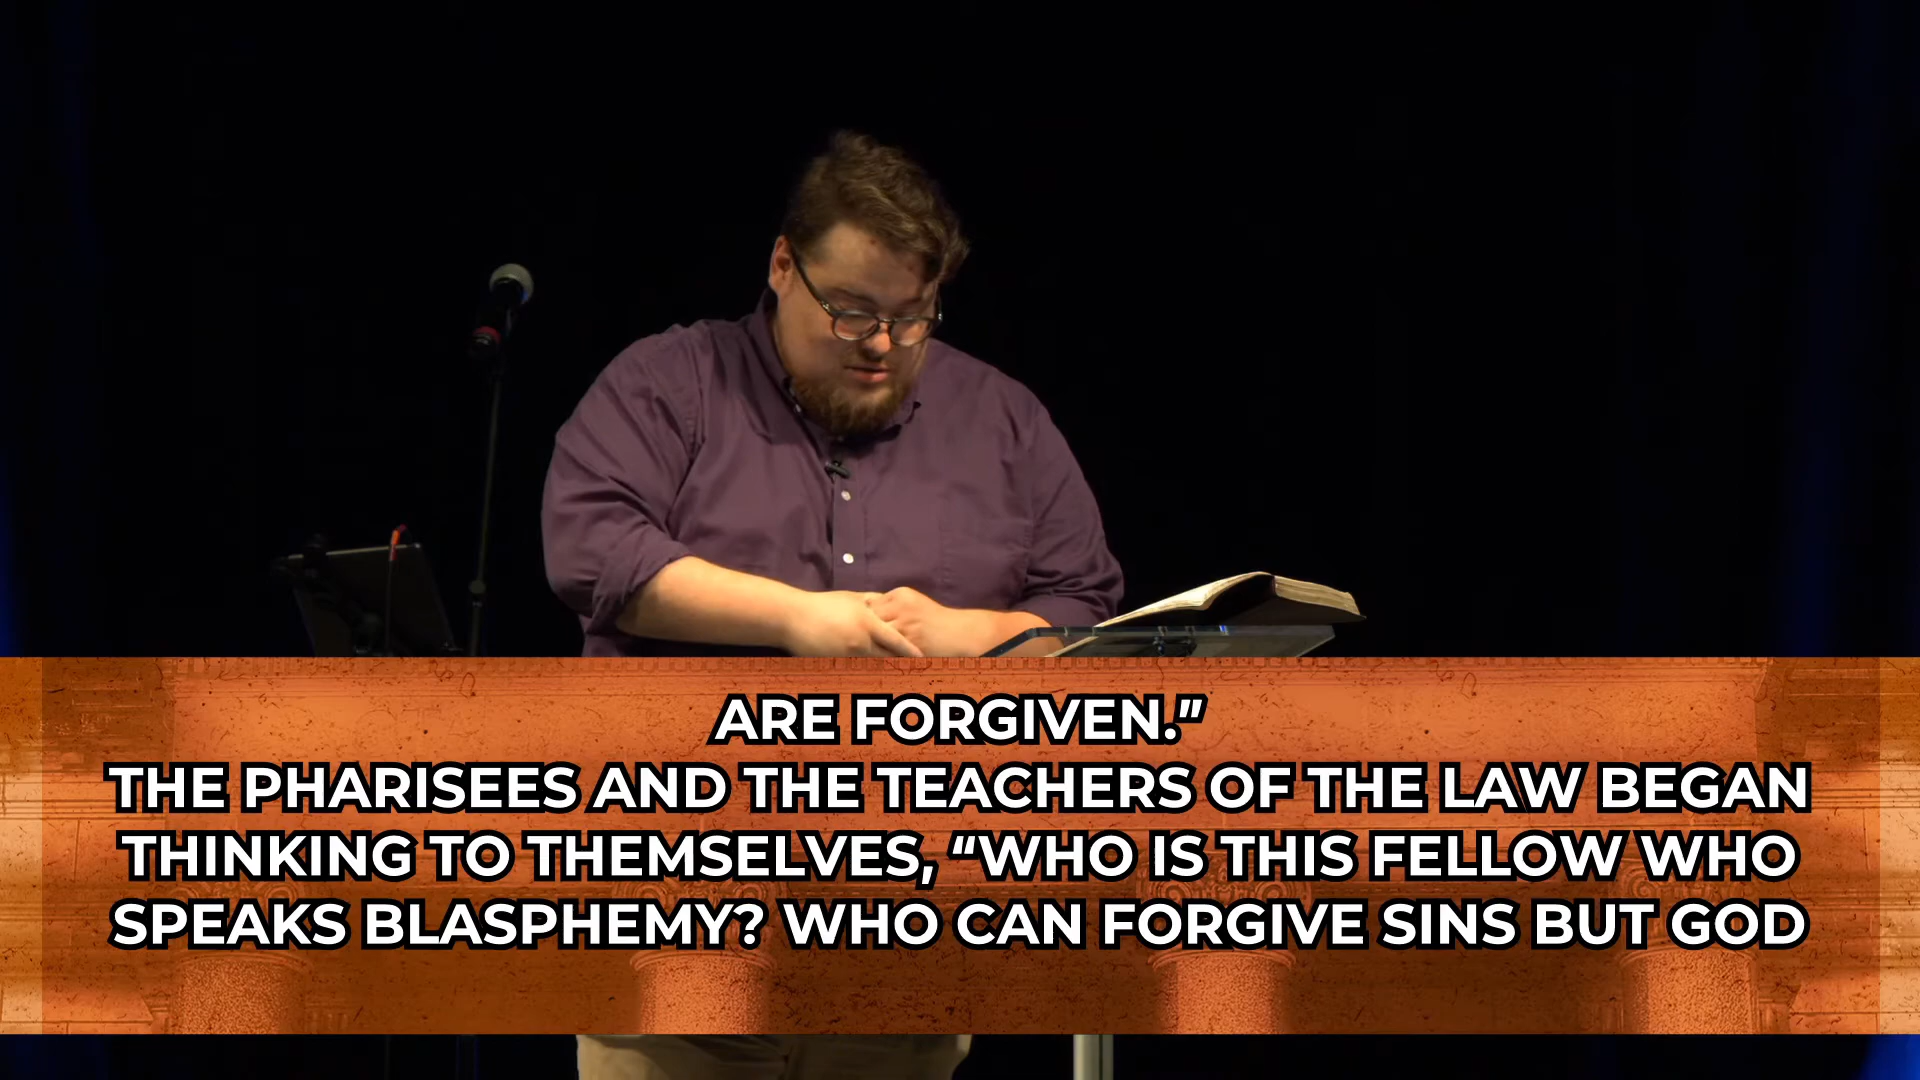 ARE FORGIVEN.”
THE PHARISEES AND THE TEACHERS OF THE LAW BEGAN
THINKING TO THEMSELVES, “WHO IS THIS FELLOW WHO
SPEAKS BLASPHEMY? WHO CAN FORGIVE SINS BUT GOD